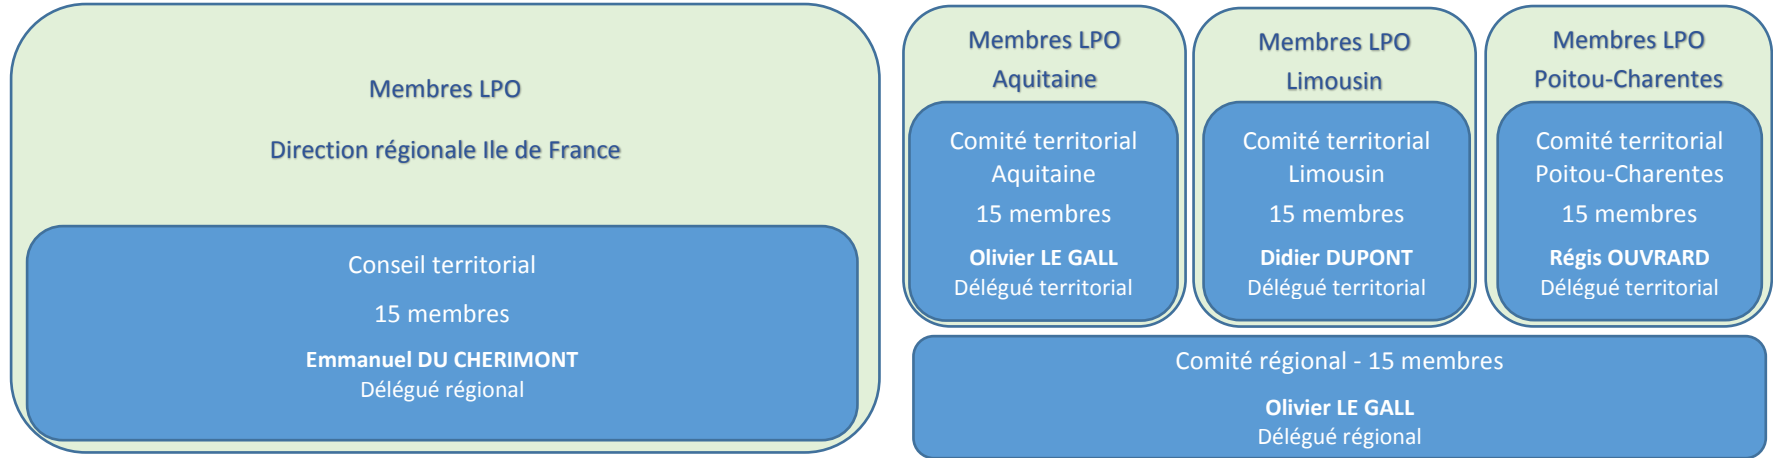 Membres LPO
Direction régionale Ile de France
Conseil territorial
15 membres
Emmanuel DU CHERIMONT
Délégué régional
Membres LPO
Aquitaine
Comité territorial
Aquitaine
15 membres
Olivier LE GALL
Délégué territorial
Membres LPO
Limousin
Comité territorial
Limousin
15 membres
Didier DUPONT
Délégué territorial
Membres LPO
Poitou-Charentes
Comité territorial
Poitou-Charentes
15 membres
Régis OUVRARD
Délégué territorial
Comité régional - 15 membres
Olivier LE GALL
Délégué régional